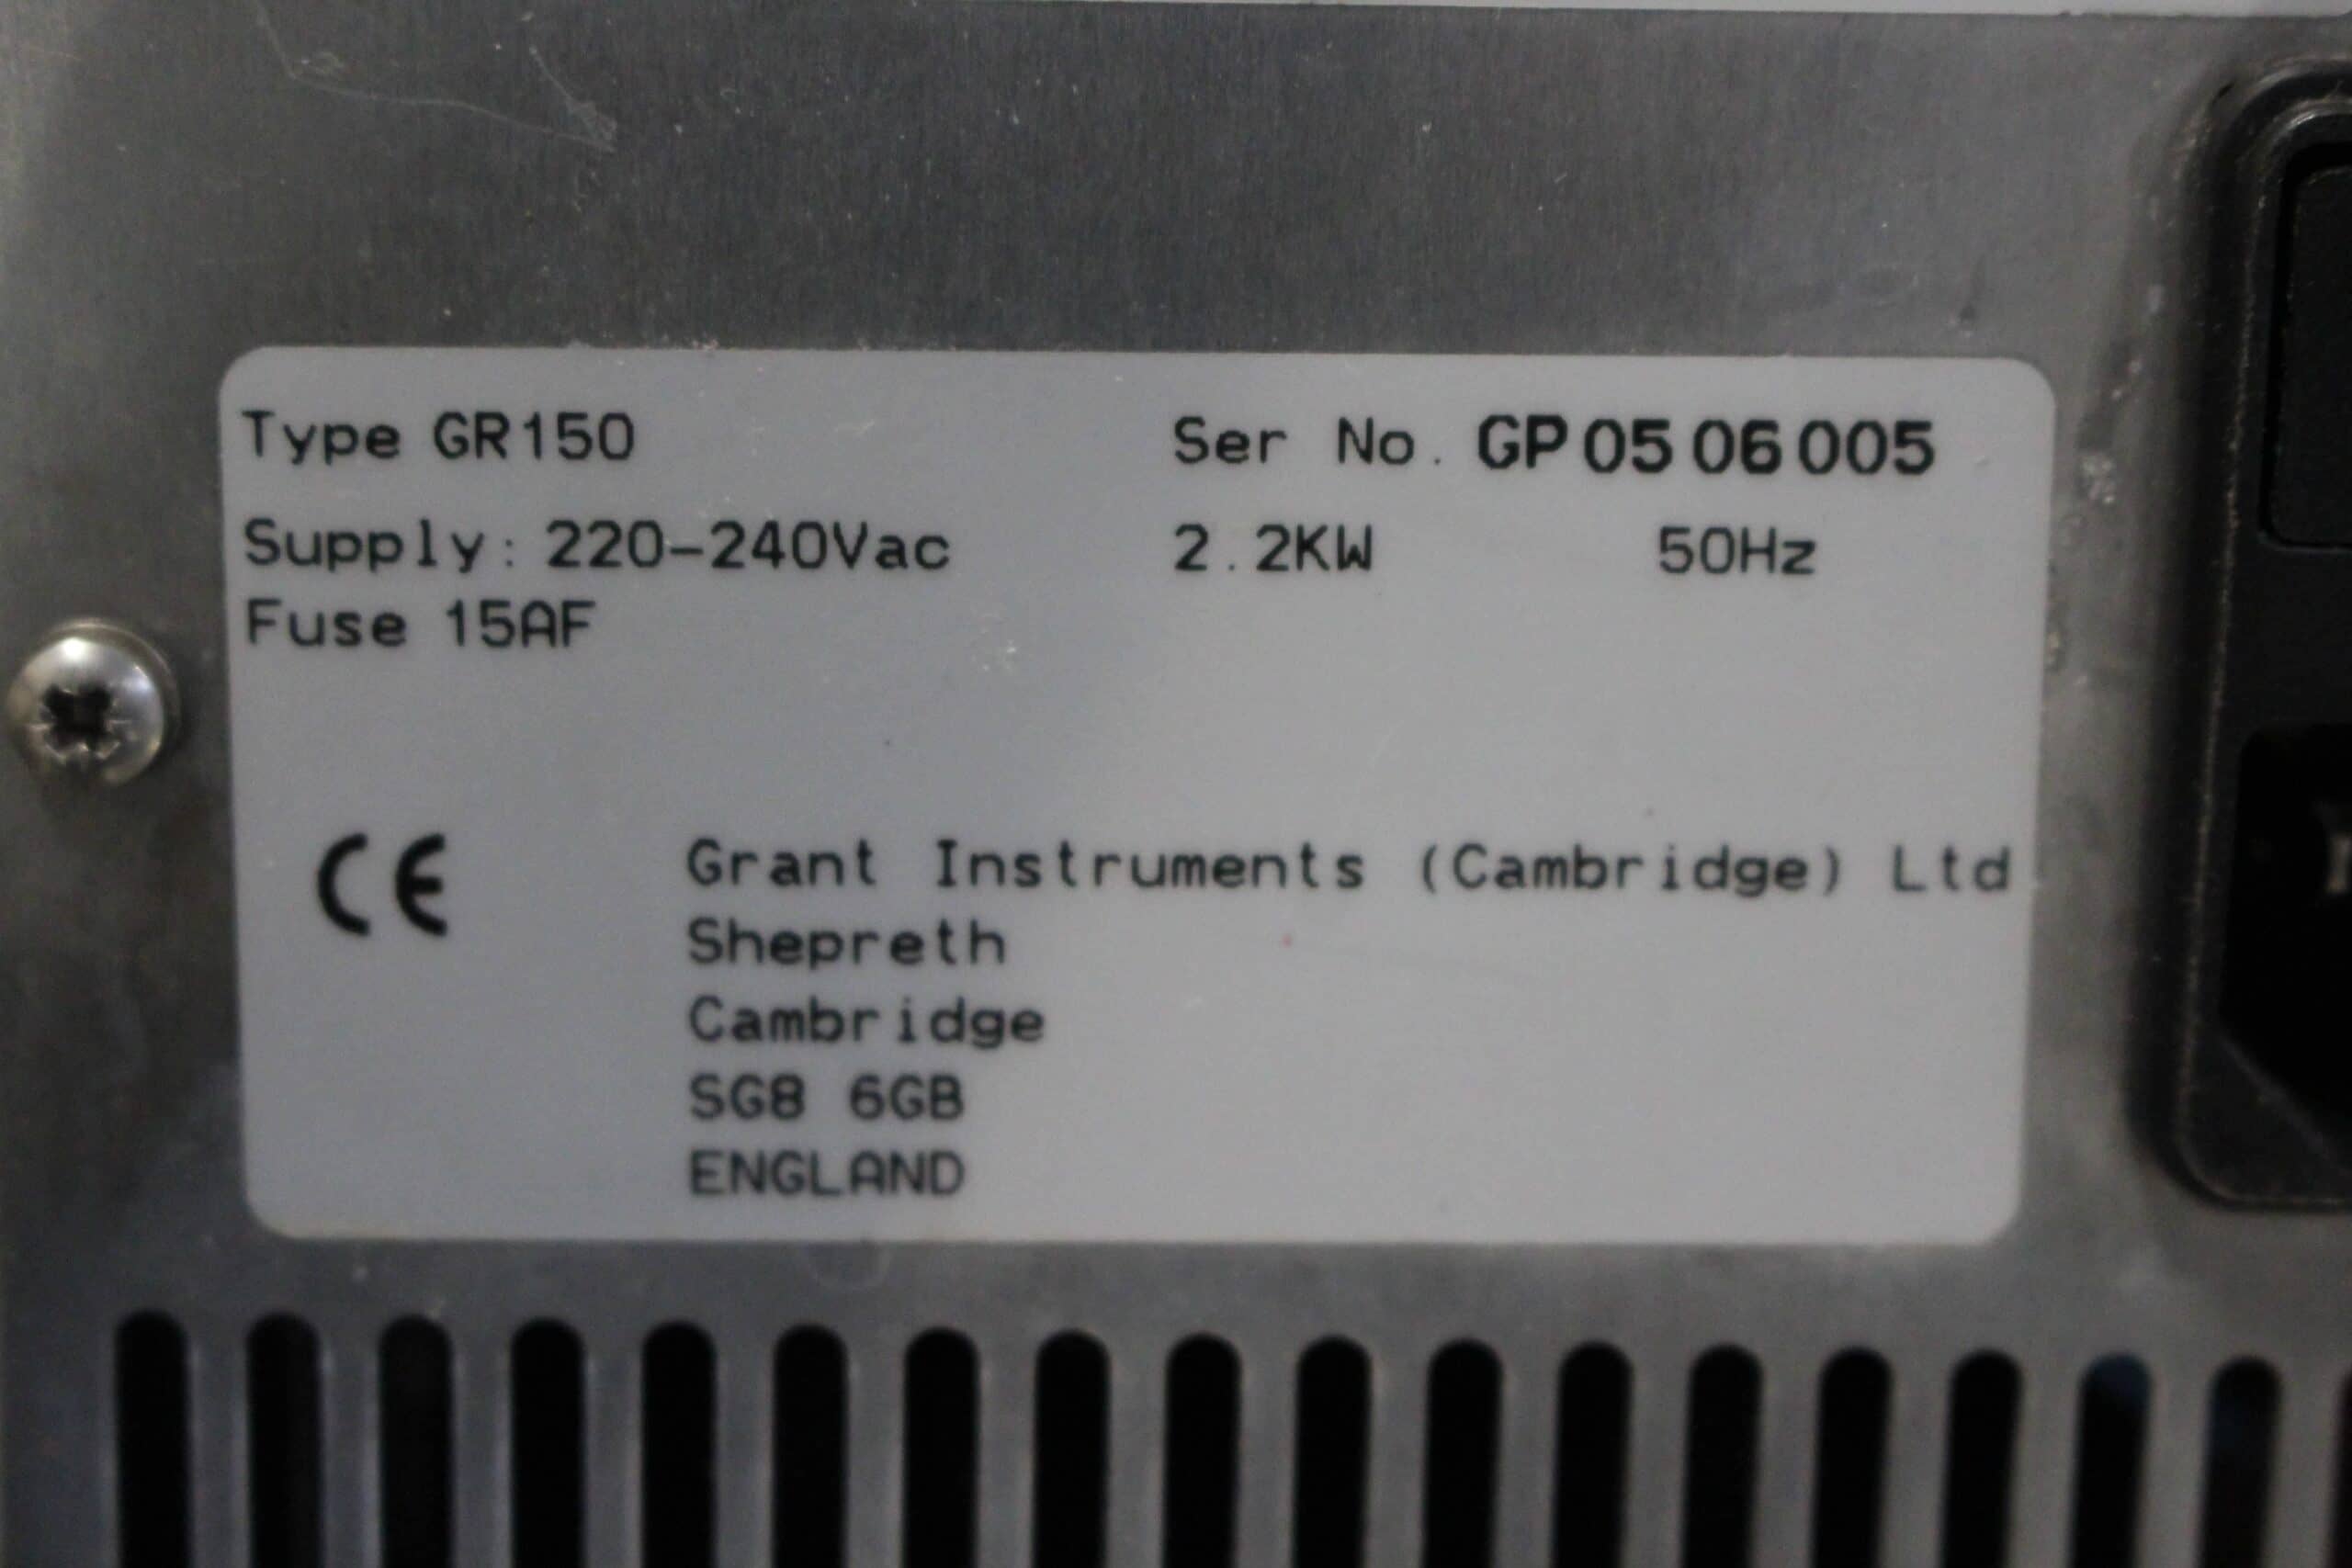 Type GR150 Ser No. GP0506005
Supply: 220-240Vac 2.2KW 50Hz
Fuse 15AF
CE
Grant Instruments (Cambridge) Ltd
Shepreth
Cambridge
SG8 6GB
ENGLAND